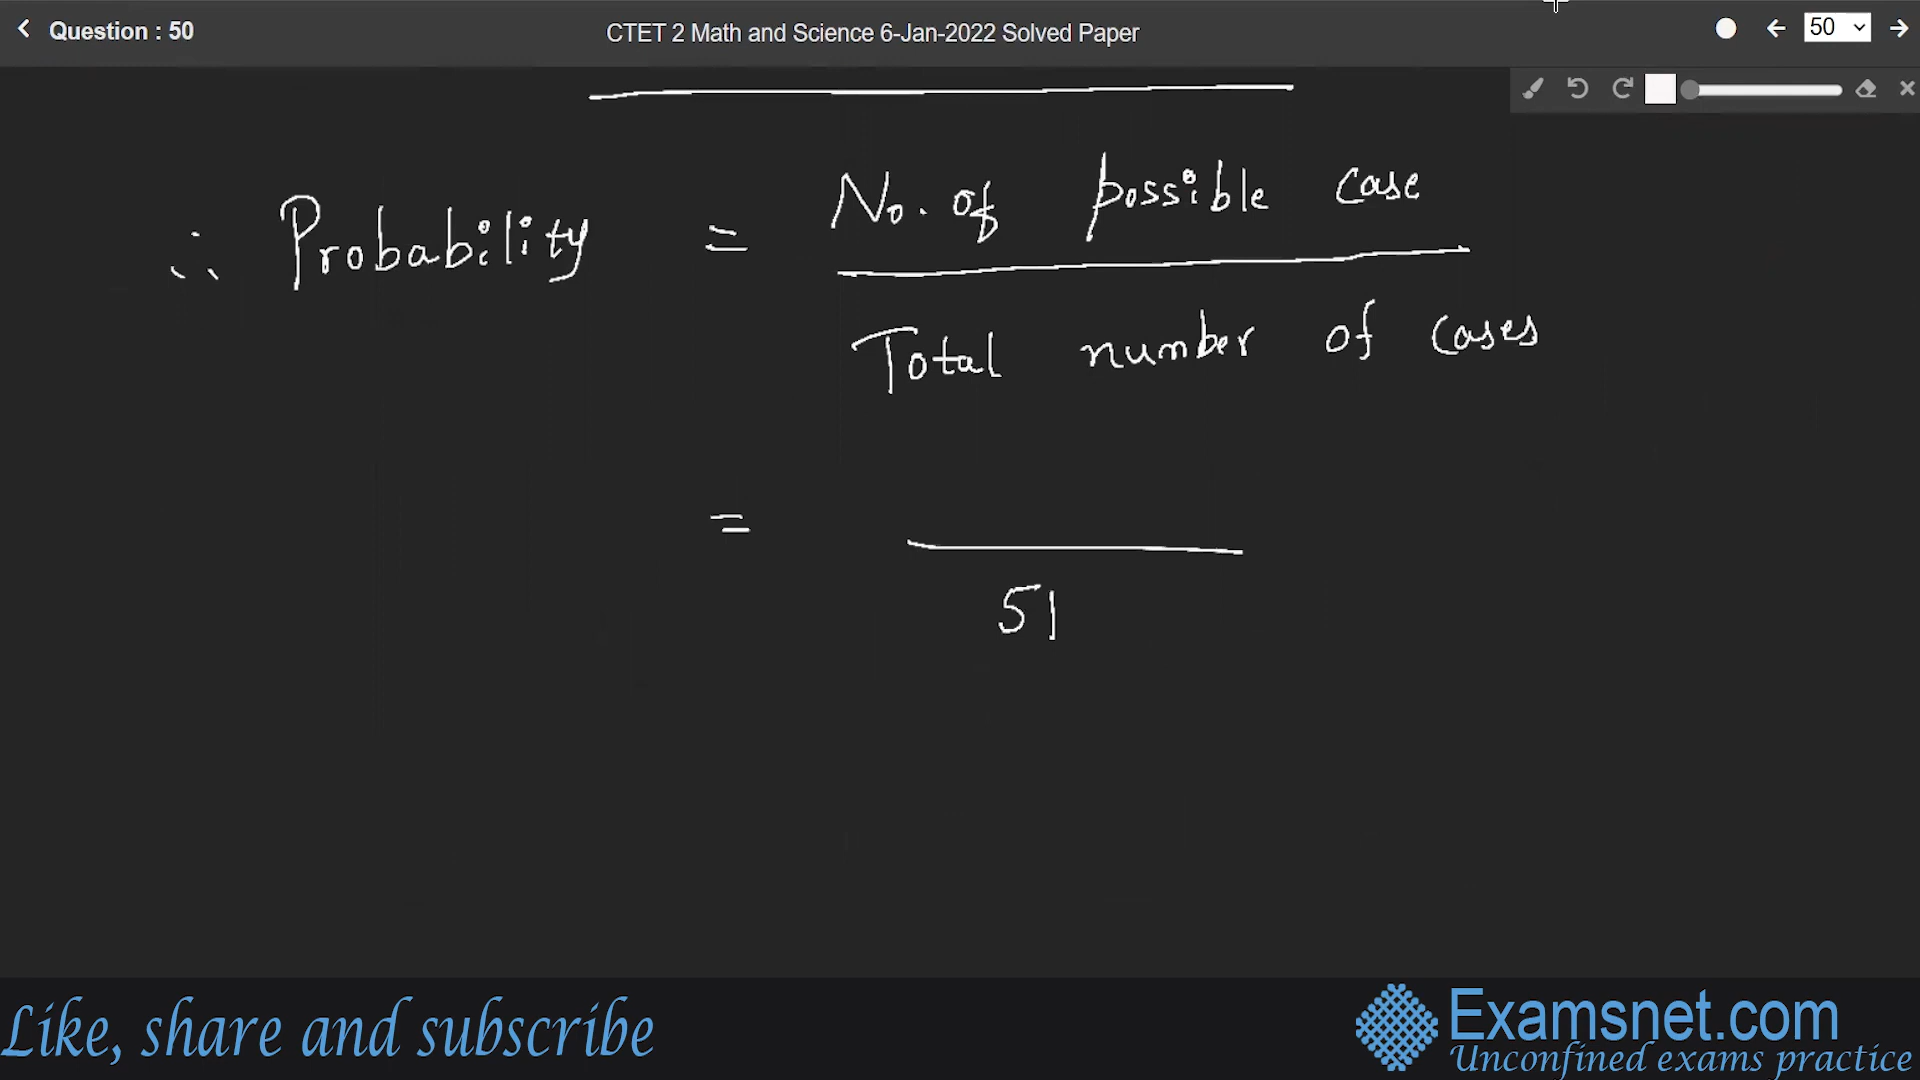 Question : 50
CTET 2 Math and Science 6-Jan-2022 Solved Paper
50
∴ Probability = No. of possible case
Total number of cases
=
51
Like, share and subscribe
Examsnet.com
Unconfined exams practice